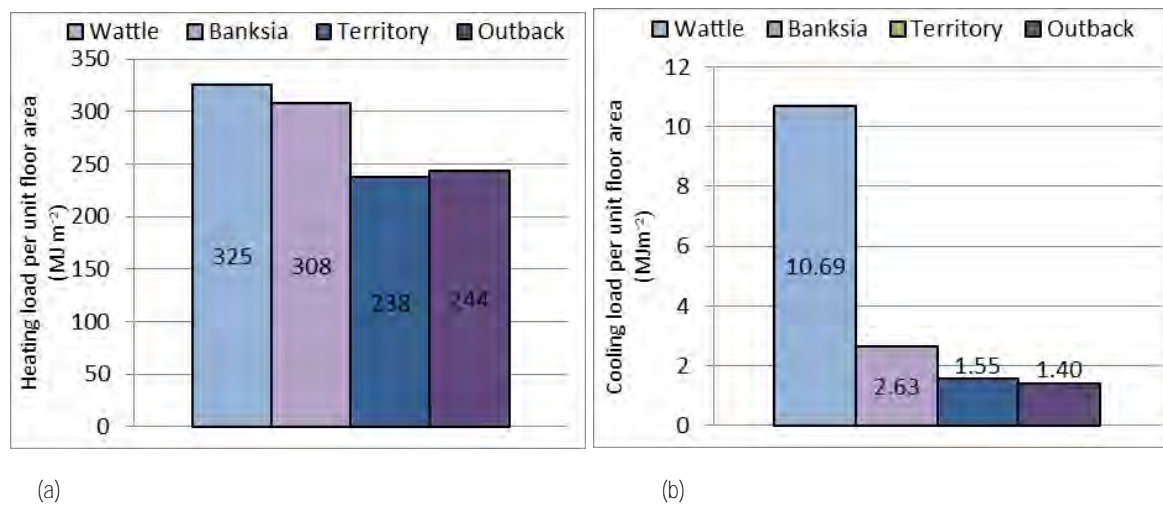 Wattle Banksia Territory Outback
Heating load per unit floor area
(MJ m⁻²)
350
300
250
200
150
100
50
0
325
308
238
244
(a)
Wattle Banksia Territory Outback
Cooling load per unit floor area
(MJm⁻²)
12
10
8
6
4
2
0
10.69
2.63
1.55
1.40
(b)